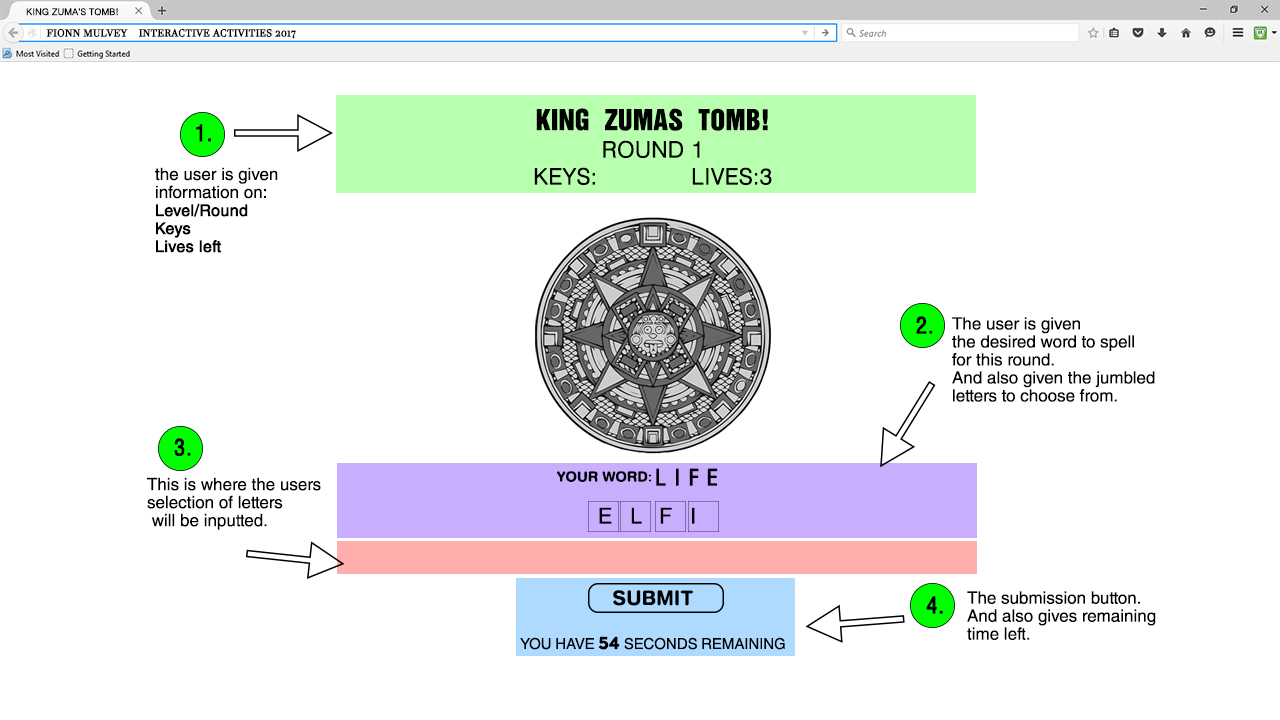 KING ZUMA'S TOMB!
FIONN MULVEY INTERACTIVE ACTIVITIES 2017
Search
Most Visited Getting Started
KING ZUMAS TOMB!
ROUND 1
KEYS: LIVES:3
1.
the user is given
information on:
Level/Round
Keys
Lives left
2.
The user is given
the desired word to spell
for this round.
And also given the jumbled
letters to choose from.
3.
This is where the users
selection of letters
will be inputted.
YOUR WORD: LIFE
E L F I
SUBMIT
YOU HAVE 54 SECONDS REMAINING
4.
The submission button.
And also gives remaining
time left.